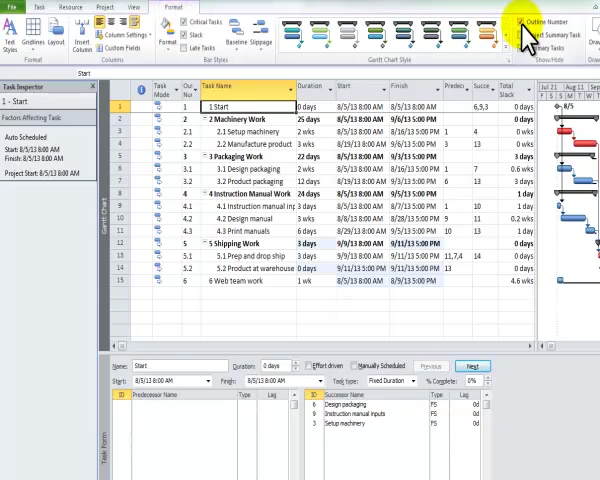 File Task Resource Project View Format
Text Styles Gridlines Layout Insert Column Column Settings Custom Fields Format Critical Tasks Slack Late Tasks Baseline Slippage Outline Number Project Summary Task Summary Tasks
Format Columns Bar Styles Gantt Chart Style Show/Hide
Start
Task Inspector X
1 - Start
Factors Affecting Task:
Auto Scheduled
Start: 8/5/13 8:00 AM
Finish: 8/5/13 8:00 AM
Project Start: 8/5/13 8:00 AM
Task Mode Task Name Duration Start Finish Predec Succe Total Slack Jul 21 Aug 11
1 1 1 Start 0 days 8/5/13 8:00 AM 8/5/13 8:00 AM 6,9,3 0 days 8/5
2 2 2 Machinery Work 25 days 8/5/13 8:00 AM 9/6/13 5:00 PM 0 days
3 2.1 2.1 Setup machinery 2 wks 8/5/13 8:00 AM 8/16/13 5:00 PM 1 4 0 wks
4 2.2 2.2 Manufacture product 3 wks 8/19/13 8:00 AM 9/6/13 5:00 PM 3 13 0 wks
5 3 3 Packaging Work 22 days 8/5/13 8:00 AM 9/3/13 5:00 PM 3 days
6 3.1 3.1 Design packaging 2 wks 8/5/13 8:00 AM 8/16/13 5:00 PM 1 7 0.6 wks
7 3.2 3.2 Product packaging 12 days 8/19/13 8:00 AM 9/3/13 5:00 PM 6 13 3 days
8 4 4 Instruction Manual Work 24 days 8/5/13 8:00 AM 9/5/13 5:00 PM 1 day
9 4.1 4.1 Instruction manual inp 3 days 8/5/13 8:00 AM 8/7/13 5:00 PM 1 10 1 day
10 4.2 4.2 Design manual 3 wks 8/8/13 8:00 AM 8/28/13 5:00 PM 9 11 0.2 wks
11 4.3 4.3 Print manuals 6 days 8/29/13 8:00 AM 9/5/13 5:00 PM 10 13 1 day
12 5 5 Shipping Work 3 days 9/9/13 8:00 AM 9/11/13 5:00 PM 0 days
13 5.1 5.1 Prep and drop ship 3 days 9/9/13 8:00 AM 9/11/13 5:00 PM 11,7,4 14 0 days
14 5.2 5.2 Product at warehouse 0 days 9/11/13 5:00 PM 9/11/13 5:00 PM 13 0 days
15 6 6 Web team work 1 wk 8/5/13 8:00 AM 8/9/13 5:00 PM 4.6 wks
Gantt Chart
Name: Start Duration: 0 days Effort driven Manually Scheduled Previous Next
Start: 8/5/13 8:00 AM Finish: 8/5/13 8:00 AM Task type: Fixed Duration % Complete: 0%
ID Predecessor Name Type Lag ID Successor Name Type Lag
6 Design packaging FS 0d
9 Instruction manual inputs FS 0d
3 Setup machinery FS 0d
Task Form